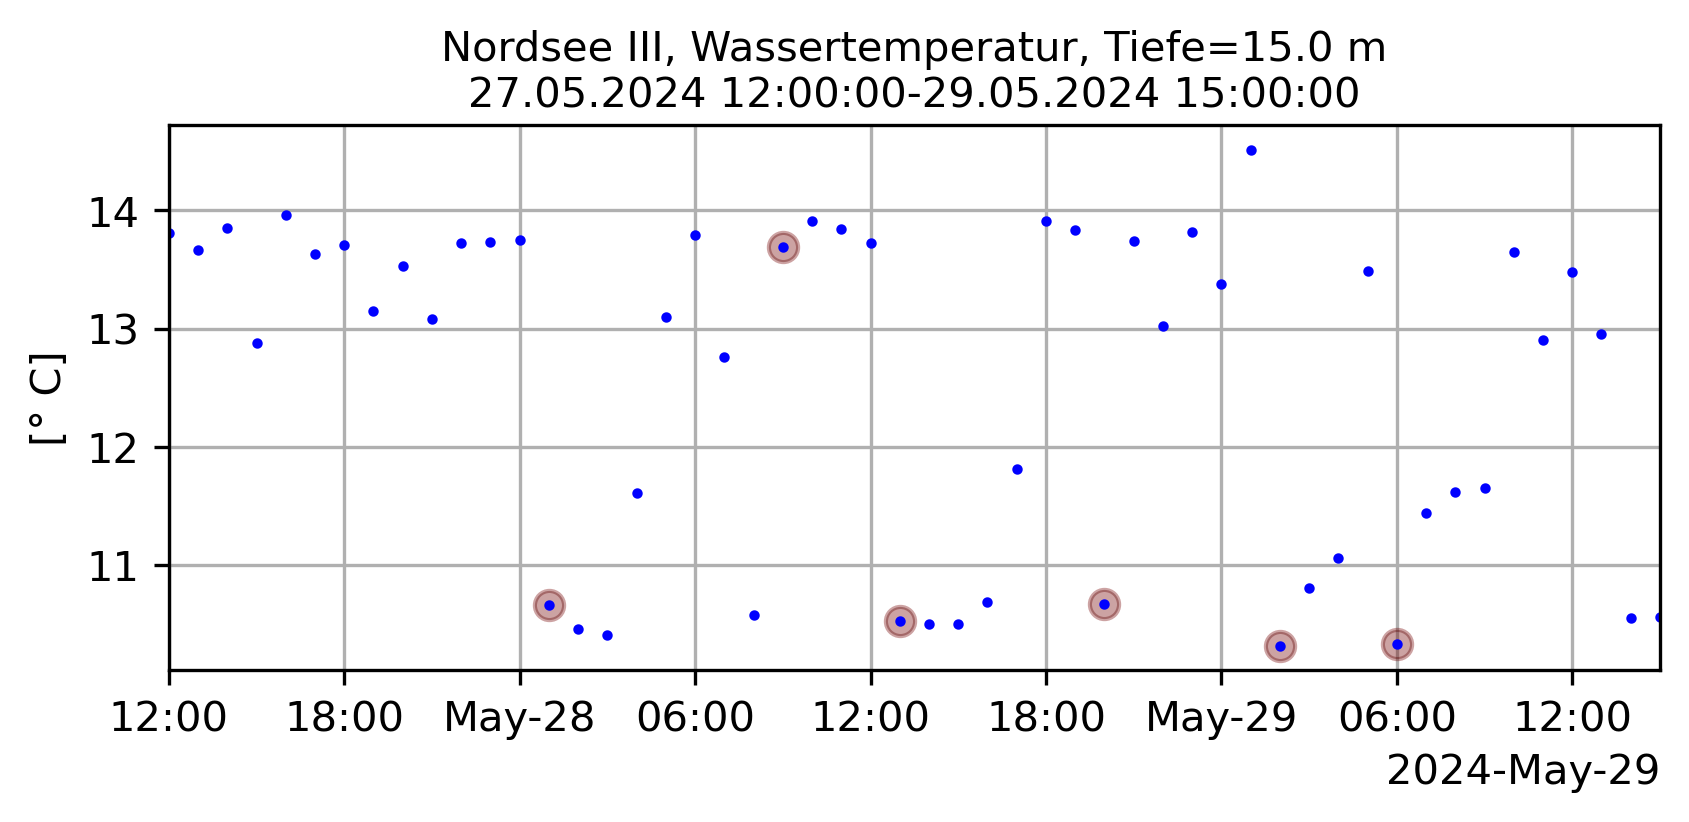 Nordsee III, Wassertemperatur, Tiefe=15.0 m
27.05.2024 12:00:00-29.05.2024 15:00:00
[° C]
14
13
12
11
12:00 18:00 May-28 06:00 12:00 18:00 May-29 06:00 12:00
2024-May-29